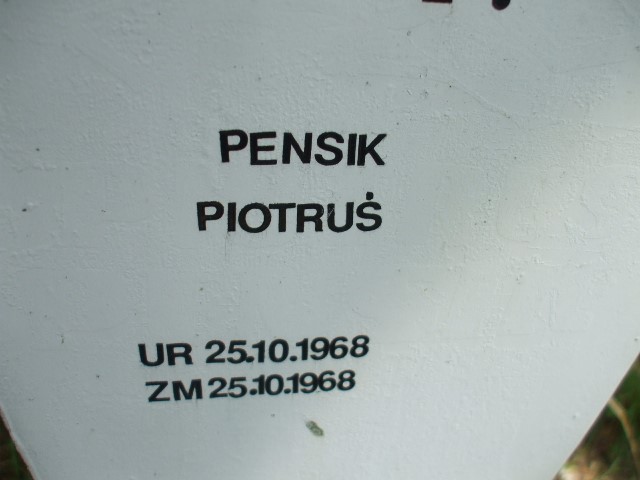 PENSIK
PIOTRUŚ
UR 25.10.1968
ZM 25.10.1968